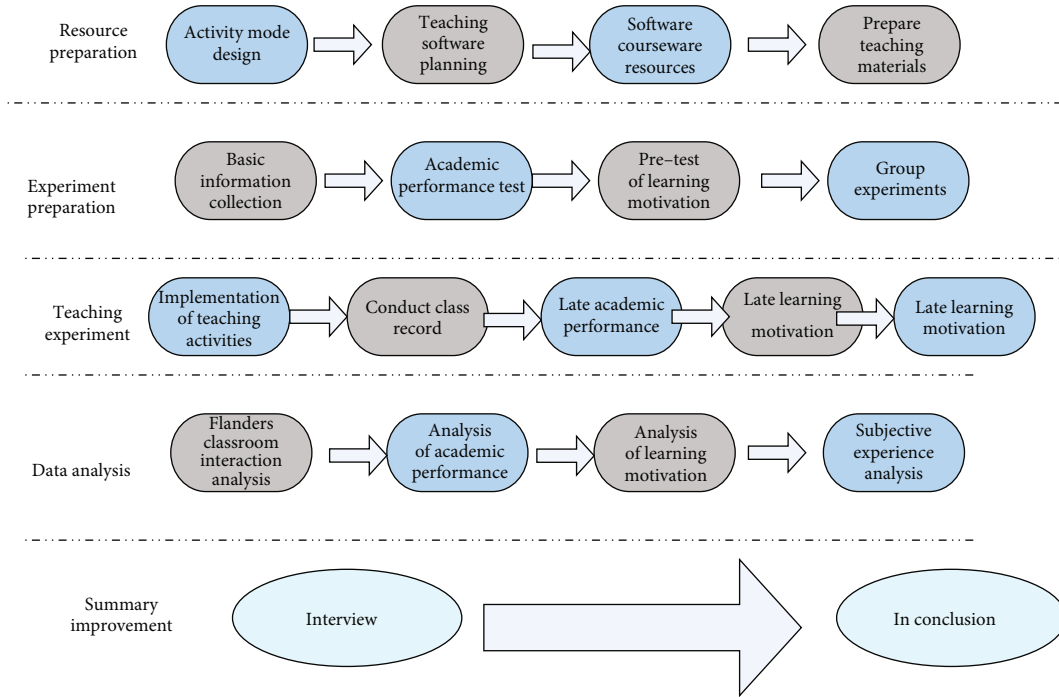 Resource
preparation
Activity mode
design
Teaching
software
planning
Software
courseware
resources
Prepare
teaching
materials
Experiment
preparation
Basic
information
collection
Academic
performance test
Pre–test
of learning
motivation
Group
experiments
Teaching
experiment
Implementation
of teaching
activities
Conduct class
record
Late academic
performance
Late learning
motivation
Late learning
motivation
Data analysis
Flanders
classroom
interaction
analysis
Analysis
of academic
performance
Analysis
of learning
motivation
Subjective
experience
analysis
Summary
improvement
Interview
In conclusion